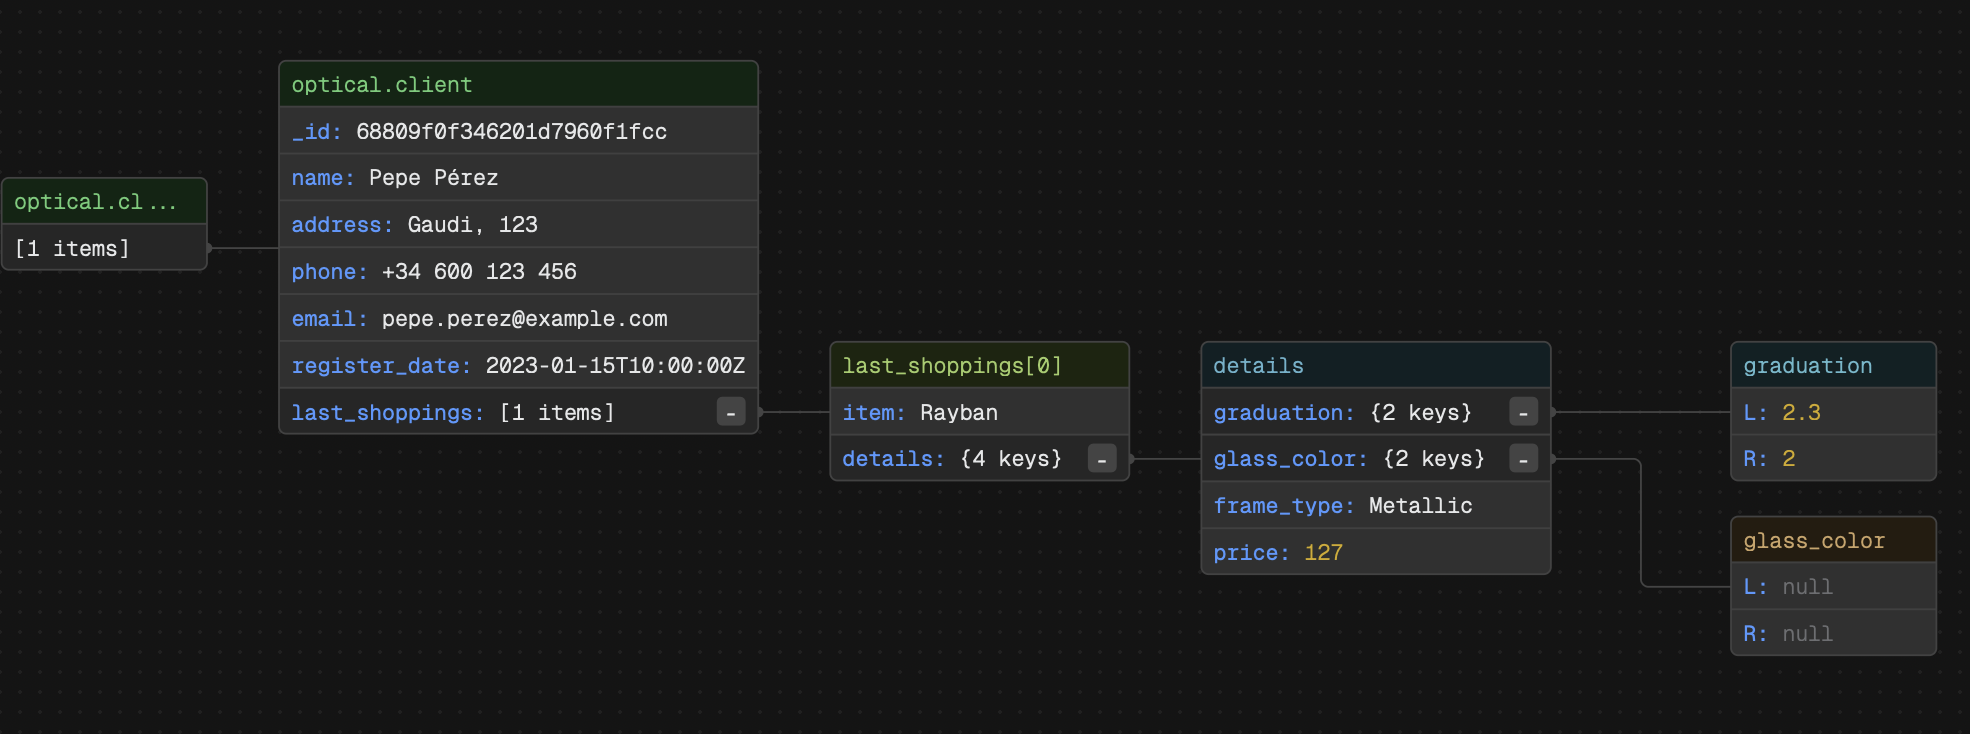 optical.cl...
[1 items]
optical.client
_id: 68809f0f346201d7960f1fcc
name: Pepe Pérez
address: Gaudi, 123
phone: +34 600 123 456
email: pepe.perez@example.com
register_date: 2023-01-15T10:00:00Z
last_shoppings: [1 items] -
last_shoppings[0]
item: Rayban
details: {4 keys} -
details
graduation: {2 keys} -
glass_color: {2 keys} -
frame_type: Metallic
price: 127
graduation
L: 2.3
R: 2
glass_color
L: null
R: null